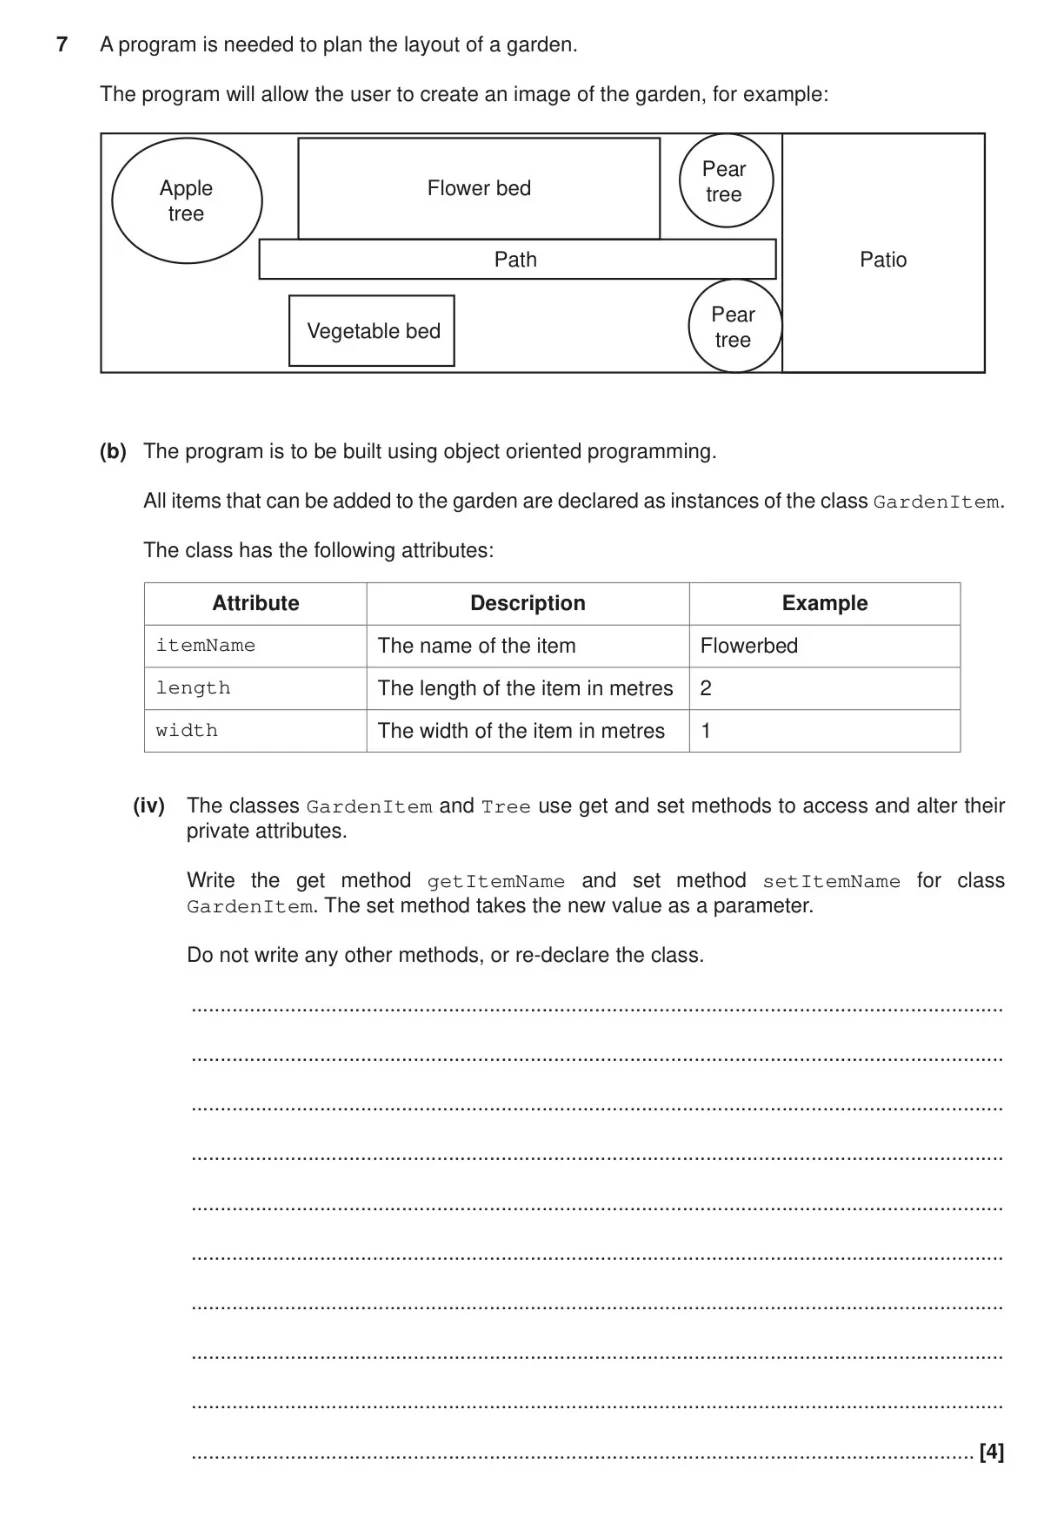 7 A program is needed to plan the layout of a garden.
The program will allow the user to create an image of the garden, for example:
Apple
tree
Flower bed
Pear
tree
Path
Patio
Vegetable bed
Pear
tree
(b) The program is to be built using object oriented programming.
All items that can be added to the garden are declared as instances of the class GardenItem.
The class has the following attributes:
Attribute Description Example
itemName The name of the item Flowerbed
length The length of the item in metres 2
width The width of the item in metres 1
(iv) The classes GardenItem and Tree use get and set methods to access and alter their
private attributes.
Write the get method getItemName and set method setItemName for class
GardenItem. The set method takes the new value as a parameter.
Do not write any other methods, or re-declare the class.
[4]